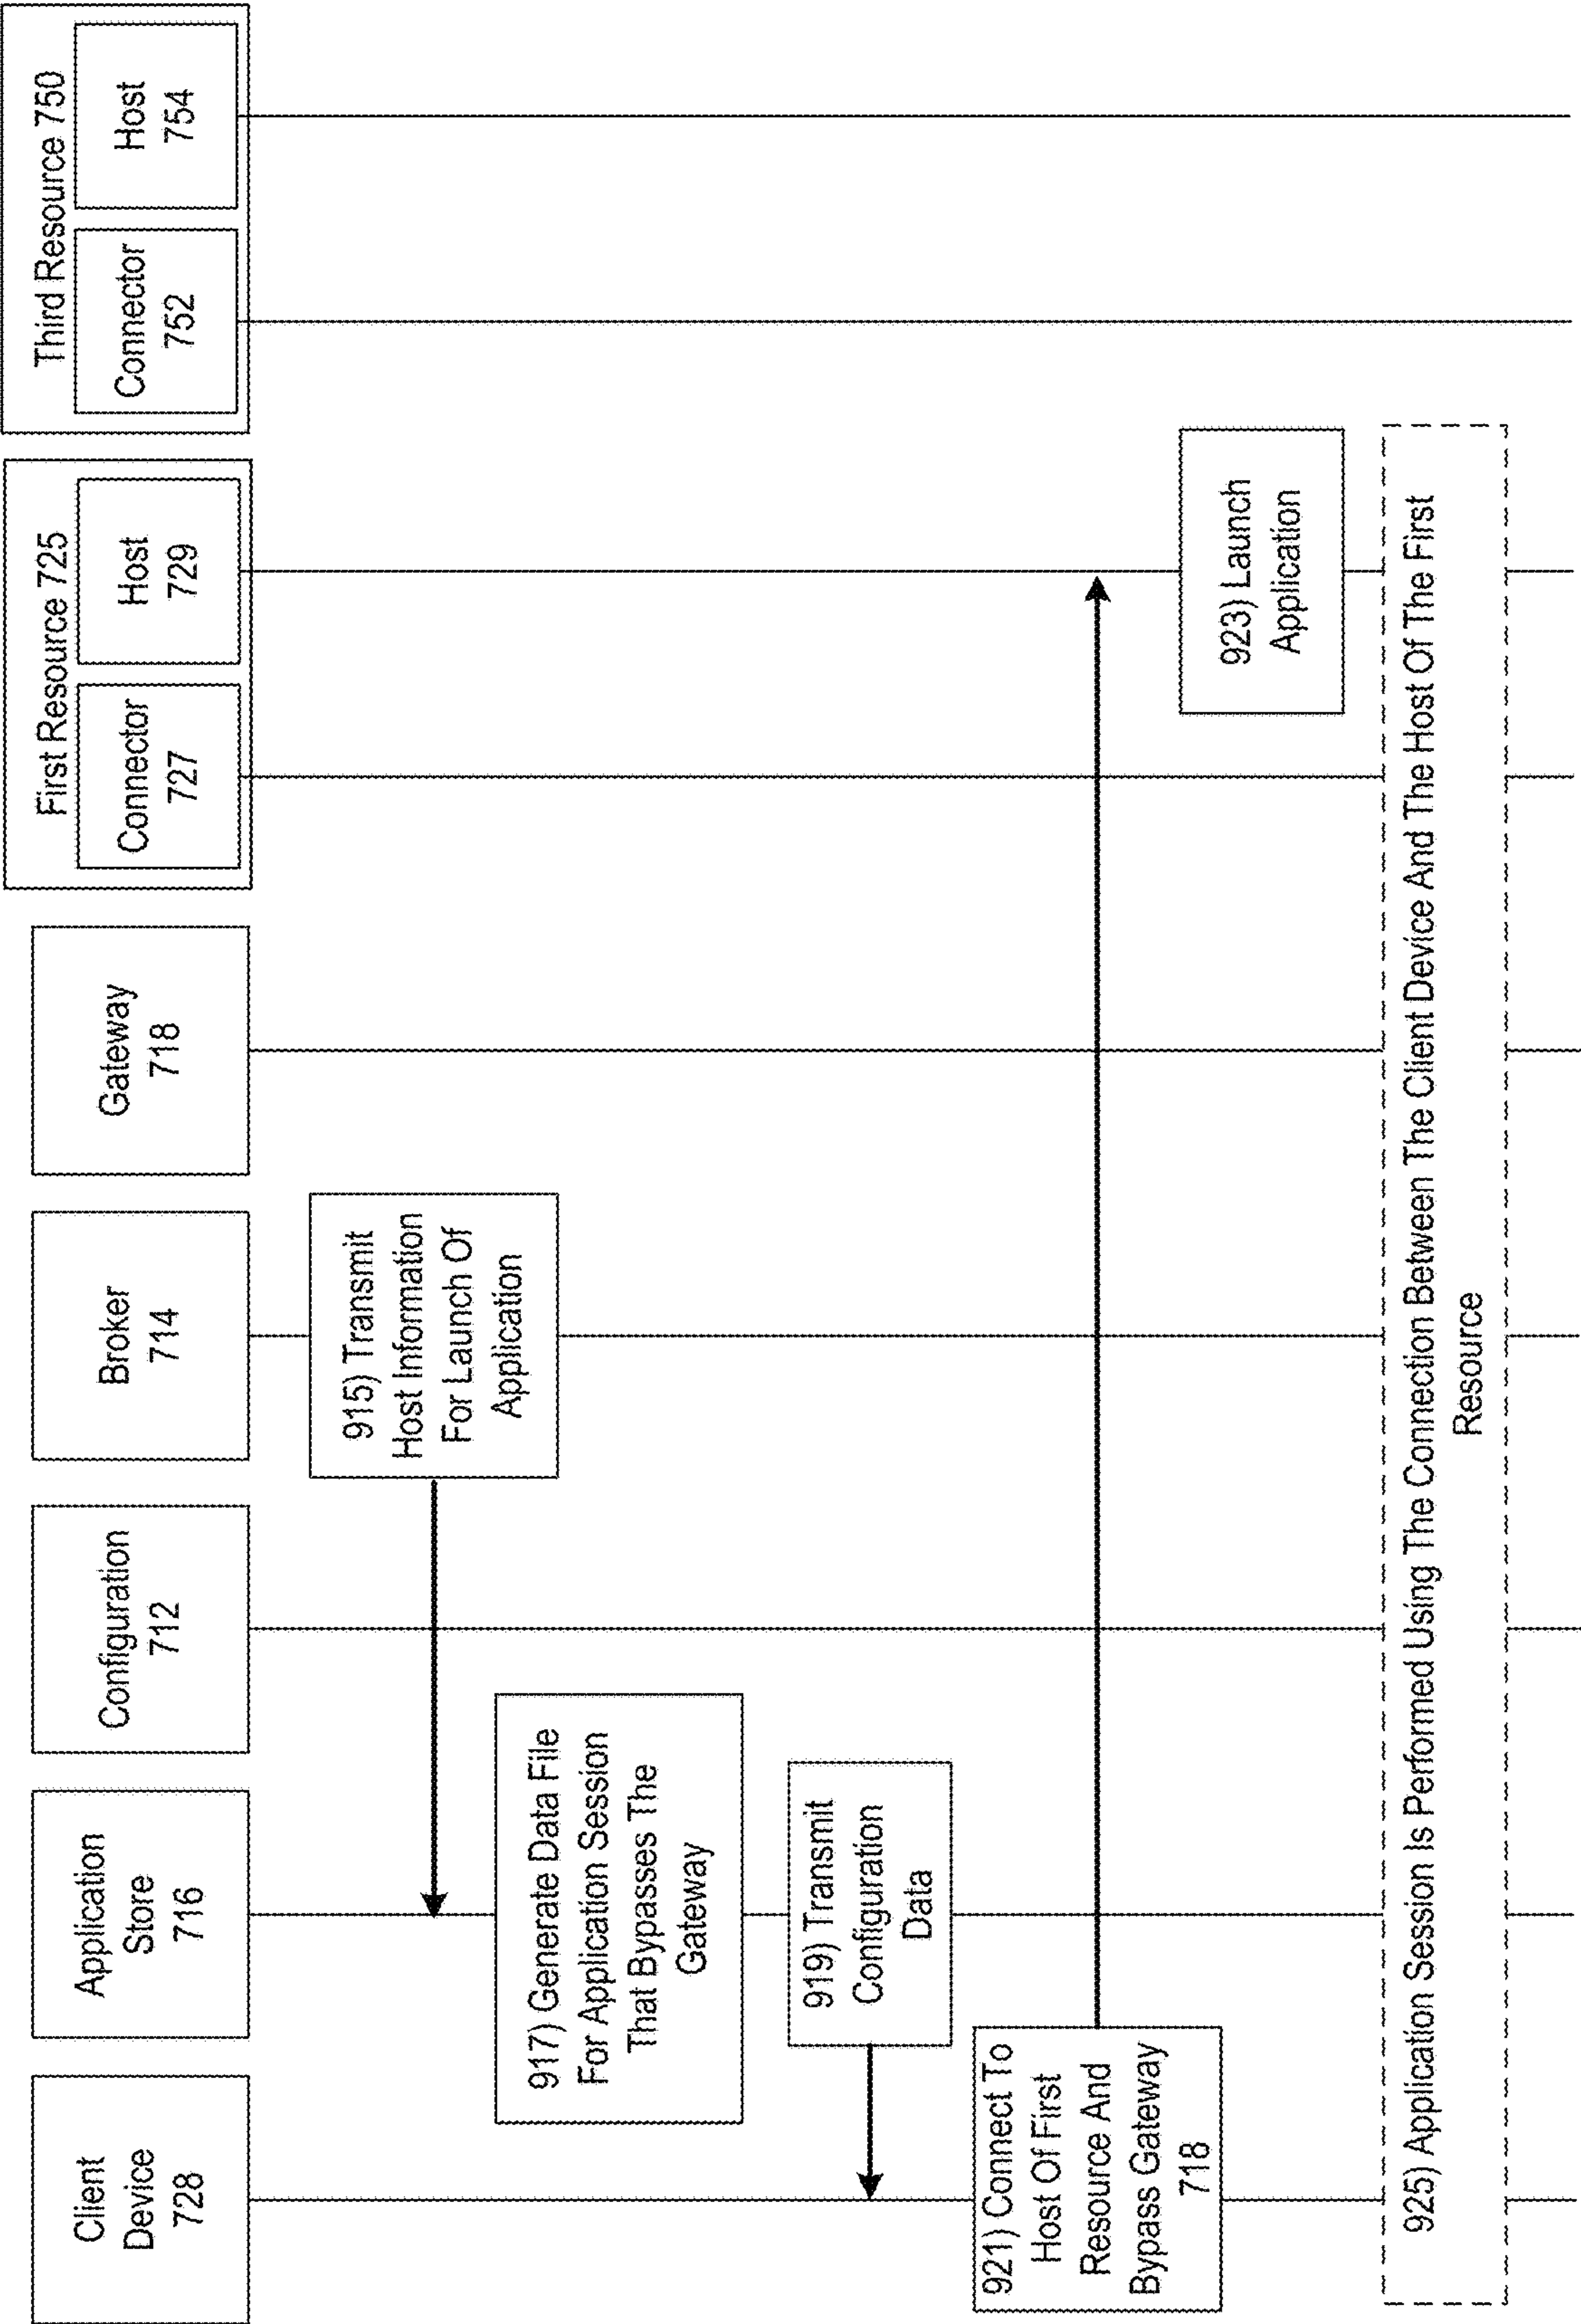 Client
Device
728
Application
Store
716
Configuration
712
Broker
714
Gateway
718
First Resource 725
Connector
727
Host
729
Third Resource 750
Connector
752
Host
754
915) Transmit
Host Information
For Launch Of
Application
917) Generate Data File
For Application Session
That Bypasses The
Gateway
919) Transmit
Configuration
Data
921) Connect To
Host Of First
Resource And
Bypass Gateway
718
923) Launch
Application
925) Application Session Is Performed Using The Connection Between The Client Device And The Host Of The First
Resource